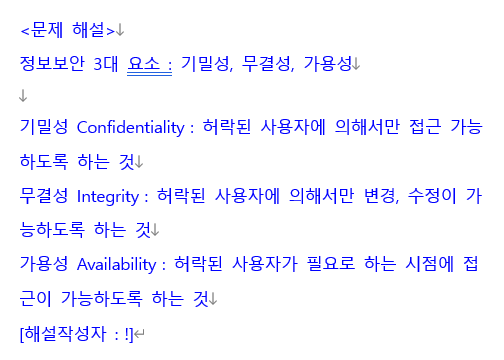 <문제 해설>↓
정보보안 3대 요소 : 기밀성, 무결성, 가용성↓
↓
기밀성 Confidentiality : 허락된 사용자에 의해서만 접근 가능
하도록 하는 것↓
무결성 Integrity : 허락된 사용자에 의해서만 변경, 수정이 가
능하도록 하는 것↓
가용성 Availability : 허락된 사용자가 필요로 하는 시점에 접
근이 가능하도록 하는 것↓
[해설작성자 : !]↵